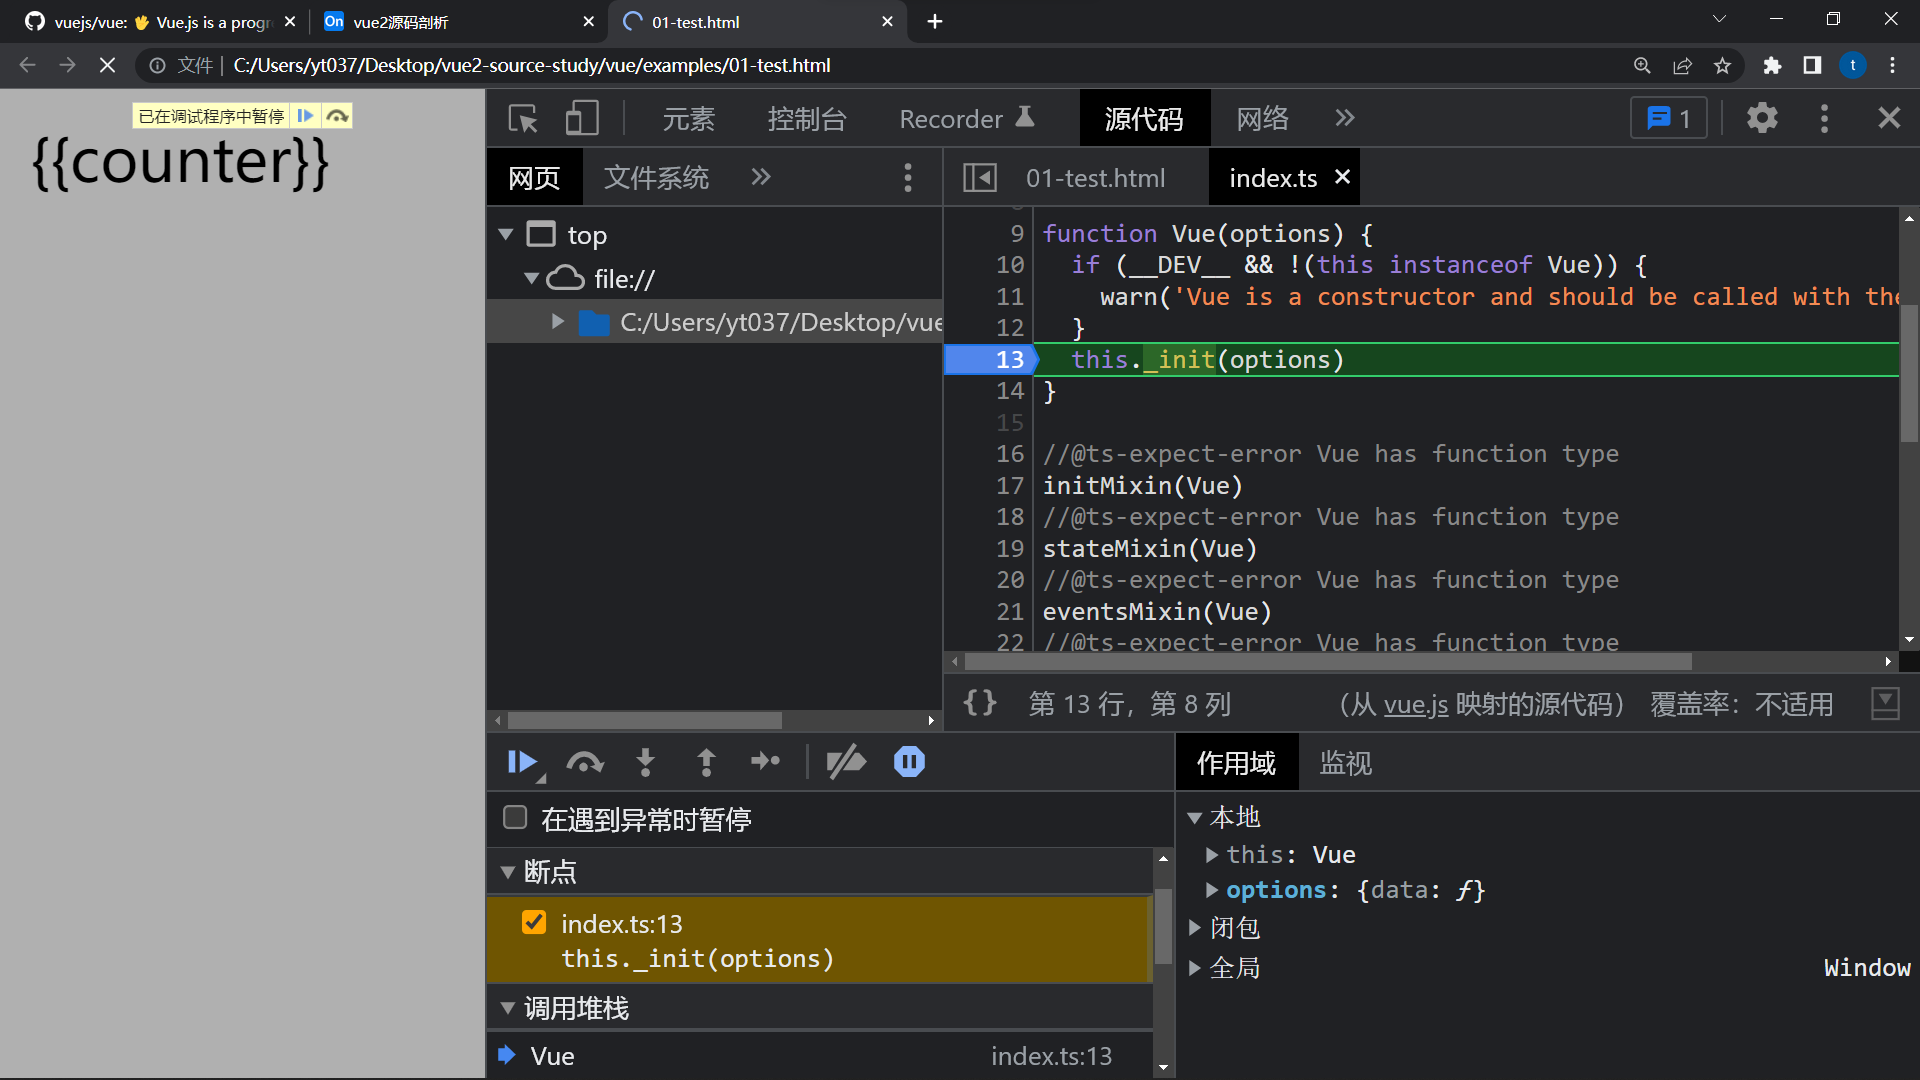 vuejs/vue: 🖖 Vue.js is a progr
On vue2源码剖析
01-test.html
文件 | C:/Users/yt037/Desktop/vue2-source-study/vue/examples/01-test.html
t
已在调试程序中暂停
{{counter}}
元素 控制台 Recorder 源代码 网络 » 1
网页 文件系统 »
01-test.html index.ts
top
file://
C:/Users/yt037/Desktop/vue
9 function Vue(options) {
10 if (__DEV__ && !(this instanceof Vue)) {
11 warn('Vue is a constructor and should be called with the
12 }
13 this._init(options)
14 }
15
16 //@ts-expect-error Vue has function type
17 initMixin(Vue)
18 //@ts-expect-error Vue has function type
19 stateMixin(Vue)
20 //@ts-expect-error Vue has function type
21 eventsMixin(Vue)
22 //@ts-expect-error Vue has function type
{} 第 13 行，第 8 列 （从 vue.js 映射的源代码） 覆盖率：不适用
在遇到异常时暂停
断点
index.ts:13
this._init(options)
调用堆栈
Vue index.ts:13
作用域 监视
本地
this: Vue
options: {data: ƒ}
闭包
全局 Window